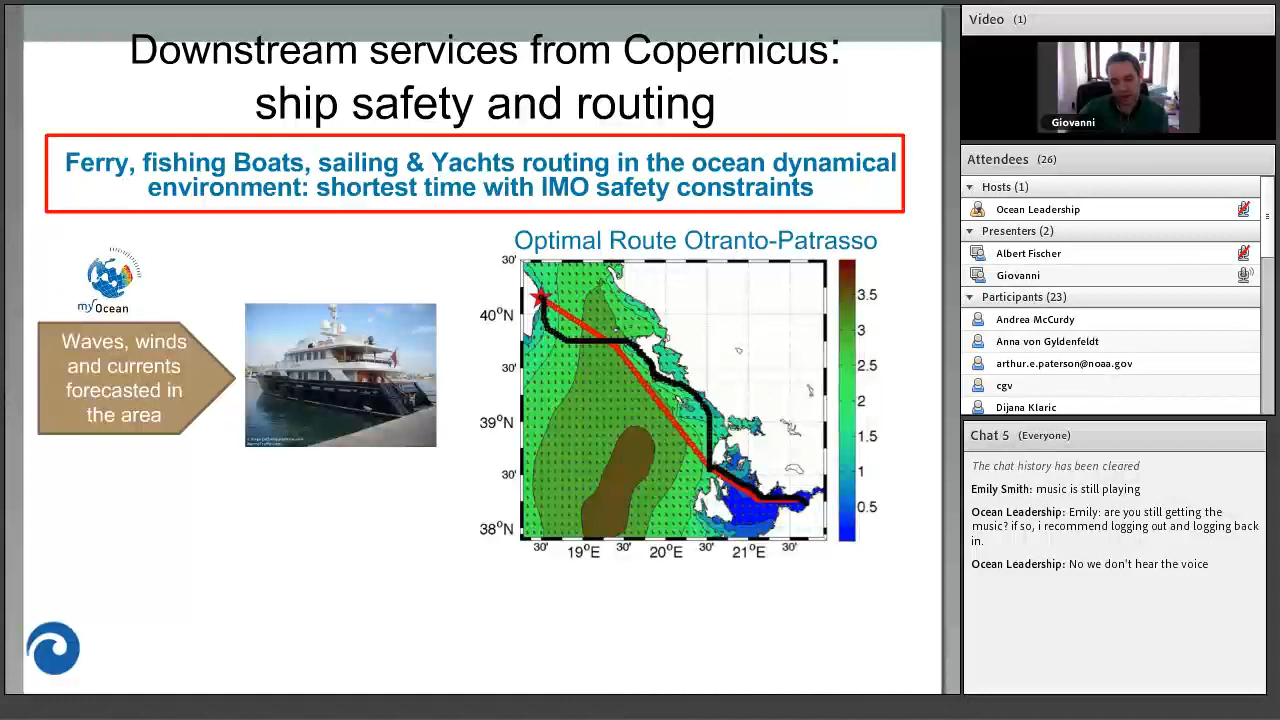 Downstream services from Copernicus:
ship safety and routing
Ferry, fishing Boats, sailing & Yachts routing in the ocean dynamical
environment: shortest time with IMO safety constraints
myOcean
Waves, winds
and currents
forecasted in
the area
Optimal Route Otranto-Patrasso
30'
40°N
30'
39°N
30'
38°N
30'
19°E
30'
20°E
30'
21°E
30'
3.5
3
2.5
2
1.5
1
0.5
Video (1)
Giovanni
Attendees (26)
Hosts (1)
Ocean Leadership
Presenters (2)
Albert Fischer
Giovanni
Participants (23)
Andrea McCurdy
Anna von Gyldenfeldt
arthur.e.paterson@noaa.gov
cgv
Dijana Klaric
Chat 5 (Everyone)
The chat history has been cleared
Emily Smith: music is still playing
Ocean Leadership: Emily: are you still getting the
music? if so, i recommend logging out and logging back
in.
Ocean Leadership: No we don't hear the voice